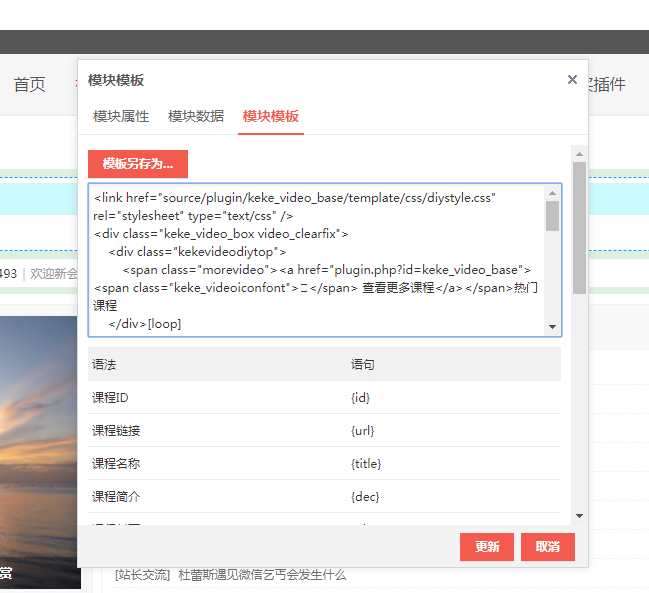 模块模板
首页
买插件
模块属性 模块数据 模块模板
模板另存为...
<link href="source/plugin/keke_video_base/template/css/diystyle.css"
rel="stylesheet" type="text/css" />
<div class="keke_video_box video_clearfix">
<div class="kekevideodiytop">
<span class="morevideo"><a href="plugin.php?id=keke_video_base">
<span class="keke_videoiconfont">□</span> 查看更多课程</a></span>热门
课程
</div>[loop]
493 | 欢迎新会
语法 语句
课程ID {id}
课程链接 {url}
课程名称 {title}
课程简介 {dec}
更新 取消
赏
[站长交流] 杜蕾斯遇见微信乞丐会发生什么